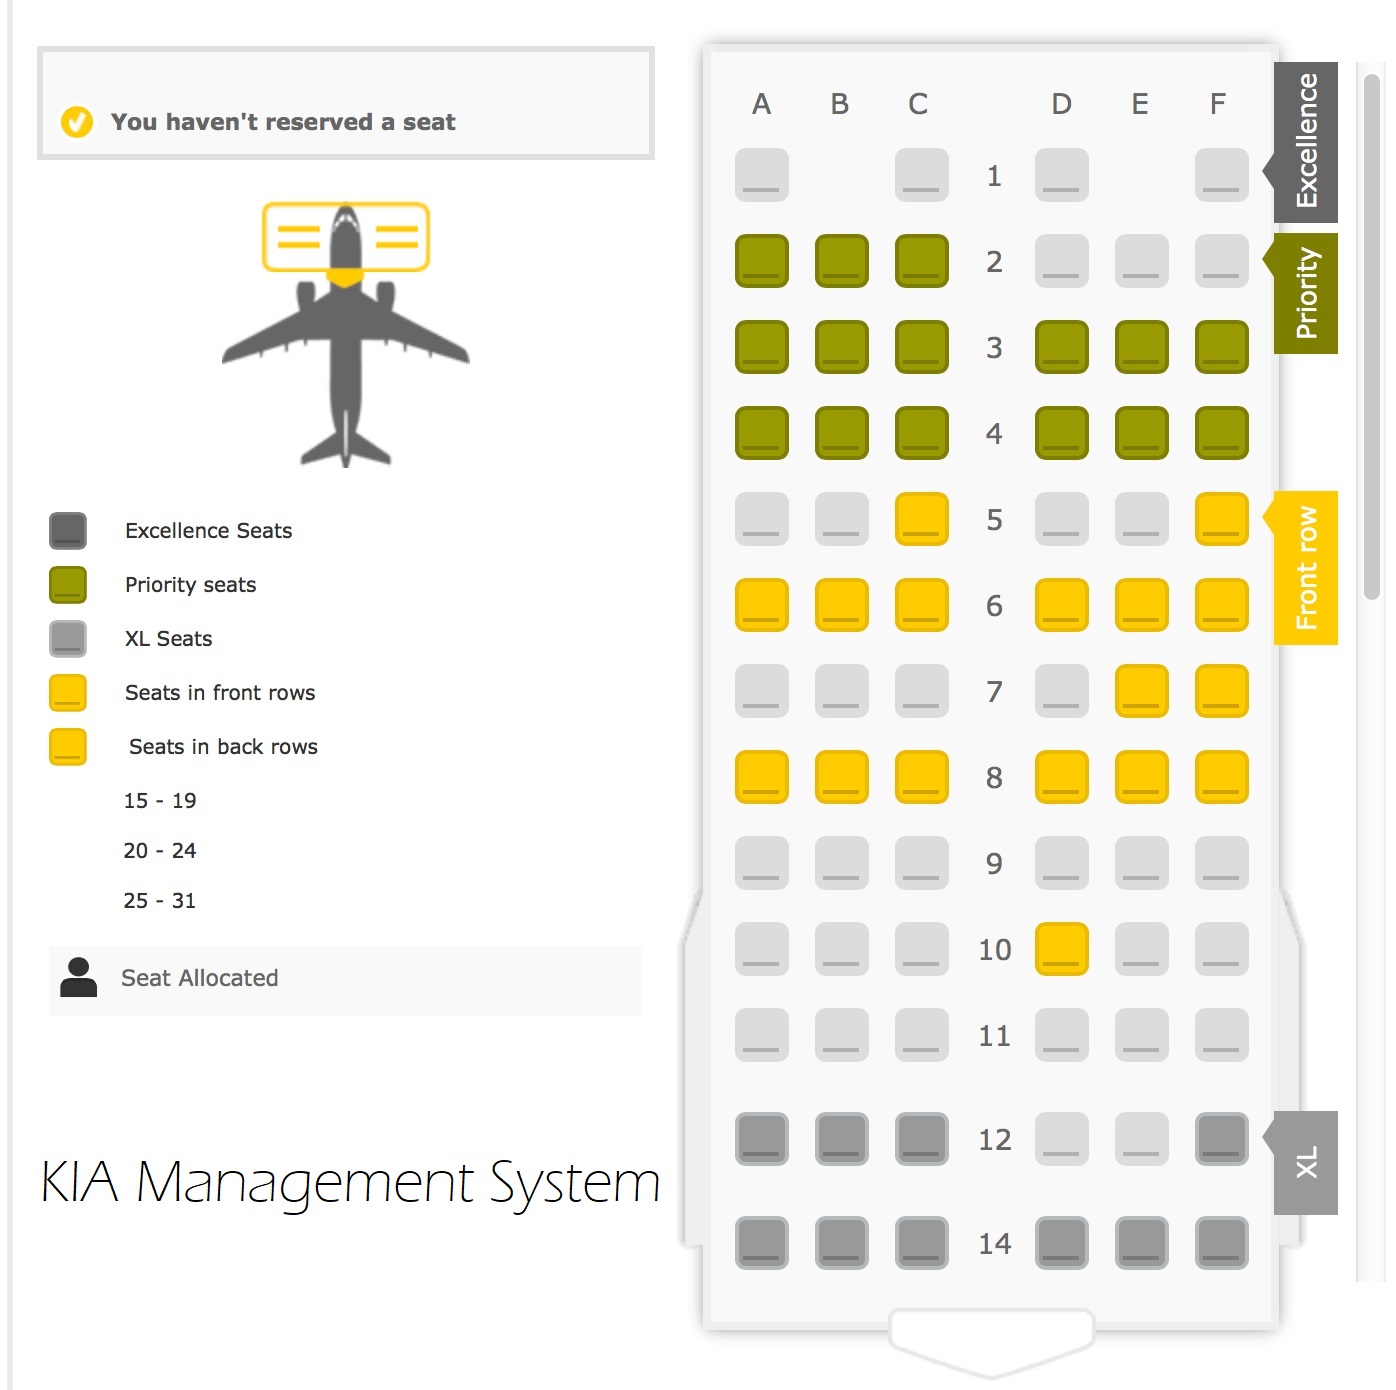 You haven't reserved a seat
Excellence Seats
Priority seats
XL Seats
Seats in front rows
Seats in back rows
15 - 19
20 - 24
25 - 31
Seat Allocated
KIA Management System
A B C D E F
1
2
3
4
5
6
7
8
9
10
11
12
14
Excellence
Priority
Front row
XL